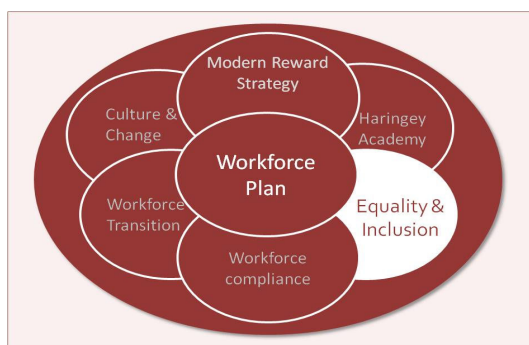 Modern Reward
Strategy
Culture &
Change
Haringey
Academy
Workforce
Plan
Workforce
Transition
Equality &
Inclusion
Workforce
compliance